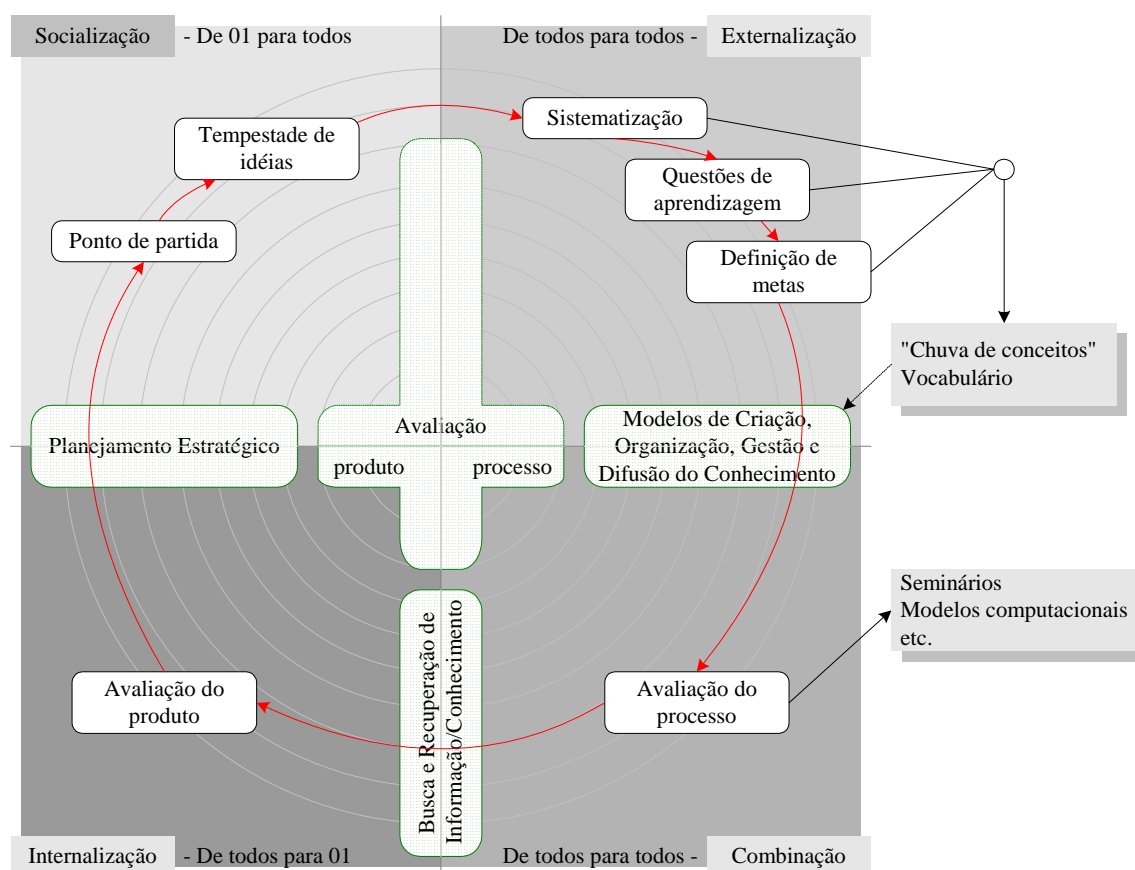 Socialização - De 01 para todos
De todos para todos - Externalização
Tempestade de
idéias
Sistematização
Questões de
aprendizagem
Ponto de partida
Definição de
metas
"Chuva de conceitos"
Vocabulário
Planejamento Estratégico
Avaliação
produto processo
Modelos de Criação,
Organização, Gestão e
Difusão do Conhecimento
Seminários
Modelos computacionais
etc.
Busca e Recuperação de
Informação/Conhecimento
Avaliação do
produto
Avaliação do
processo
Internalização - De todos para 01
De todos para todos - Combinação